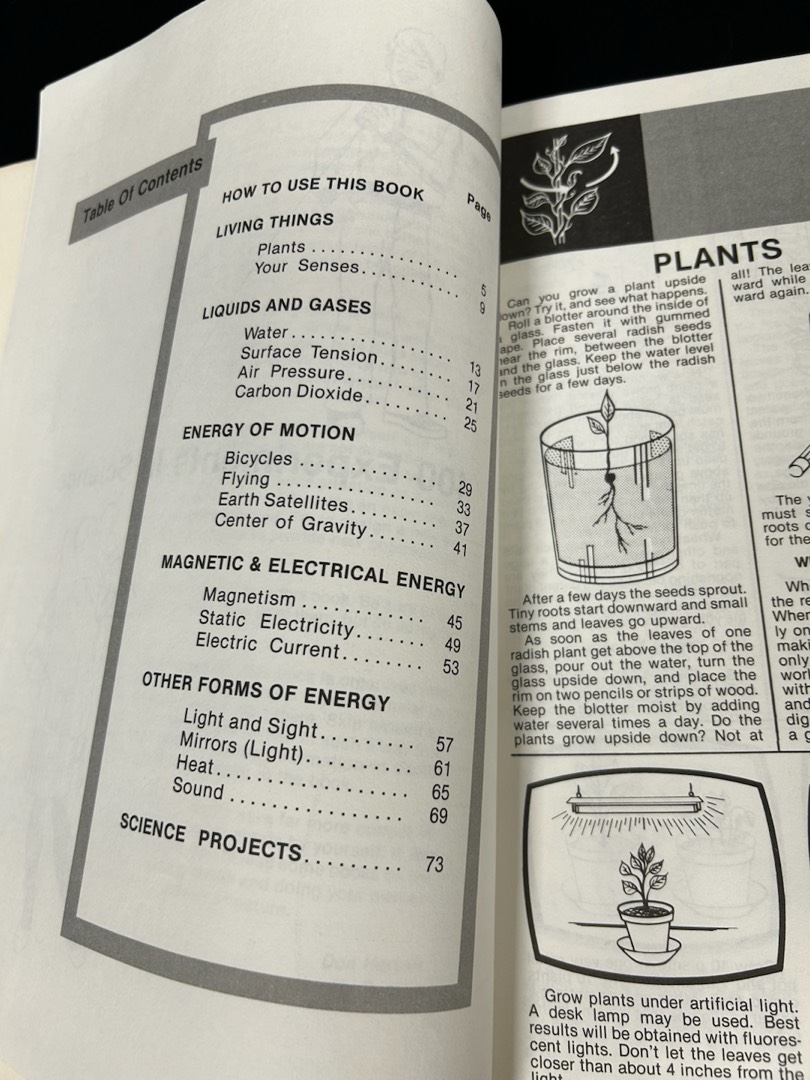 Table Of Contents
HOW TO USE THIS BOOK
Page
LIVING THINGS
Plants . . . . . . . . . . . . . . . . 5
Your Senses. . . . . . . . . . . 9
LIQUIDS AND GASES
Water. . . . . . . . . . . . . . . . . 13
Surface Tension. . . . . . . . 17
Air Pressure. . . . . . . . . . . 21
Carbon Dioxide. . . . . . . . . 25
ENERGY OF MOTION
Bicycles . . . . . . . . . . . . . . 29
Flying . . . . . . . . . . . . . . . . 33
Earth Satellites. . . . . . . . . 37
Center of Gravity. . . . . . . 41
MAGNETIC & ELECTRICAL ENERGY
Magnetism . . . . . . . . . . . . 45
Static Electricity. . . . . . . . 49
Electric Current. . . . . . . . . 53
OTHER FORMS OF ENERGY
Light and Sight. . . . . . . . . 57
Mirrors (Light). . . . . . . . . . 61
Heat. . . . . . . . . . . . . . . . . . 65
Sound . . . . . . . . . . . . . . . . 69
SCIENCE PROJECTS. . . . . . . . . 73
PLANTS
Can you grow a plant upside
Try it, and see what happens.
Roll a blotter around the inside of
glass. Fasten it with gummed
Place several radish seeds
the rim, between the blotter
and the glass. Keep the water level
the glass just below the radish
seeds for a few days.
After a few days the seeds sprout.
Tiny roots start downward and small
stems and leaves go upward.
As soon as the leaves of one
radish plant get above the top of the
glass, pour out the water, turn the
glass upside down, and place the
rim on two pencils or strips of wood.
Keep the blotter moist by adding
water several times a day. Do the
plants grow upside down? Not at
all! The
ward while
ward again.
The
must
roots
for the
the
only
with
and
a
Grow plants under artificial light.
A desk lamp may be used. Best
results will be obtained with fluores-
cent lights. Don't let the leaves get
closer than about 4 inches from the
light.